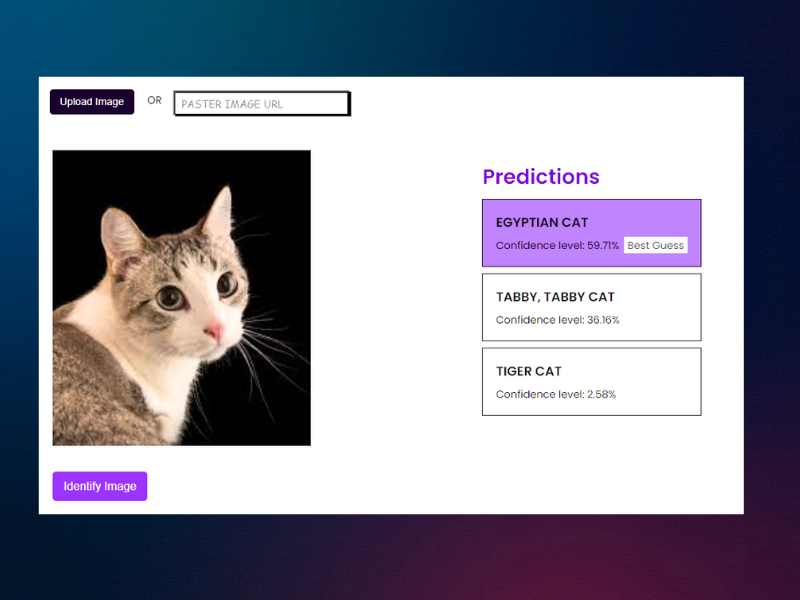 Upload Image OR PASTER IMAGE URL
Predictions
EGYPTIAN CAT
Confidence level: 59.71% Best Guess
TABBY, TABBY CAT
Confidence level: 36.16%
TIGER CAT
Confidence level: 2.58%
Identify Image